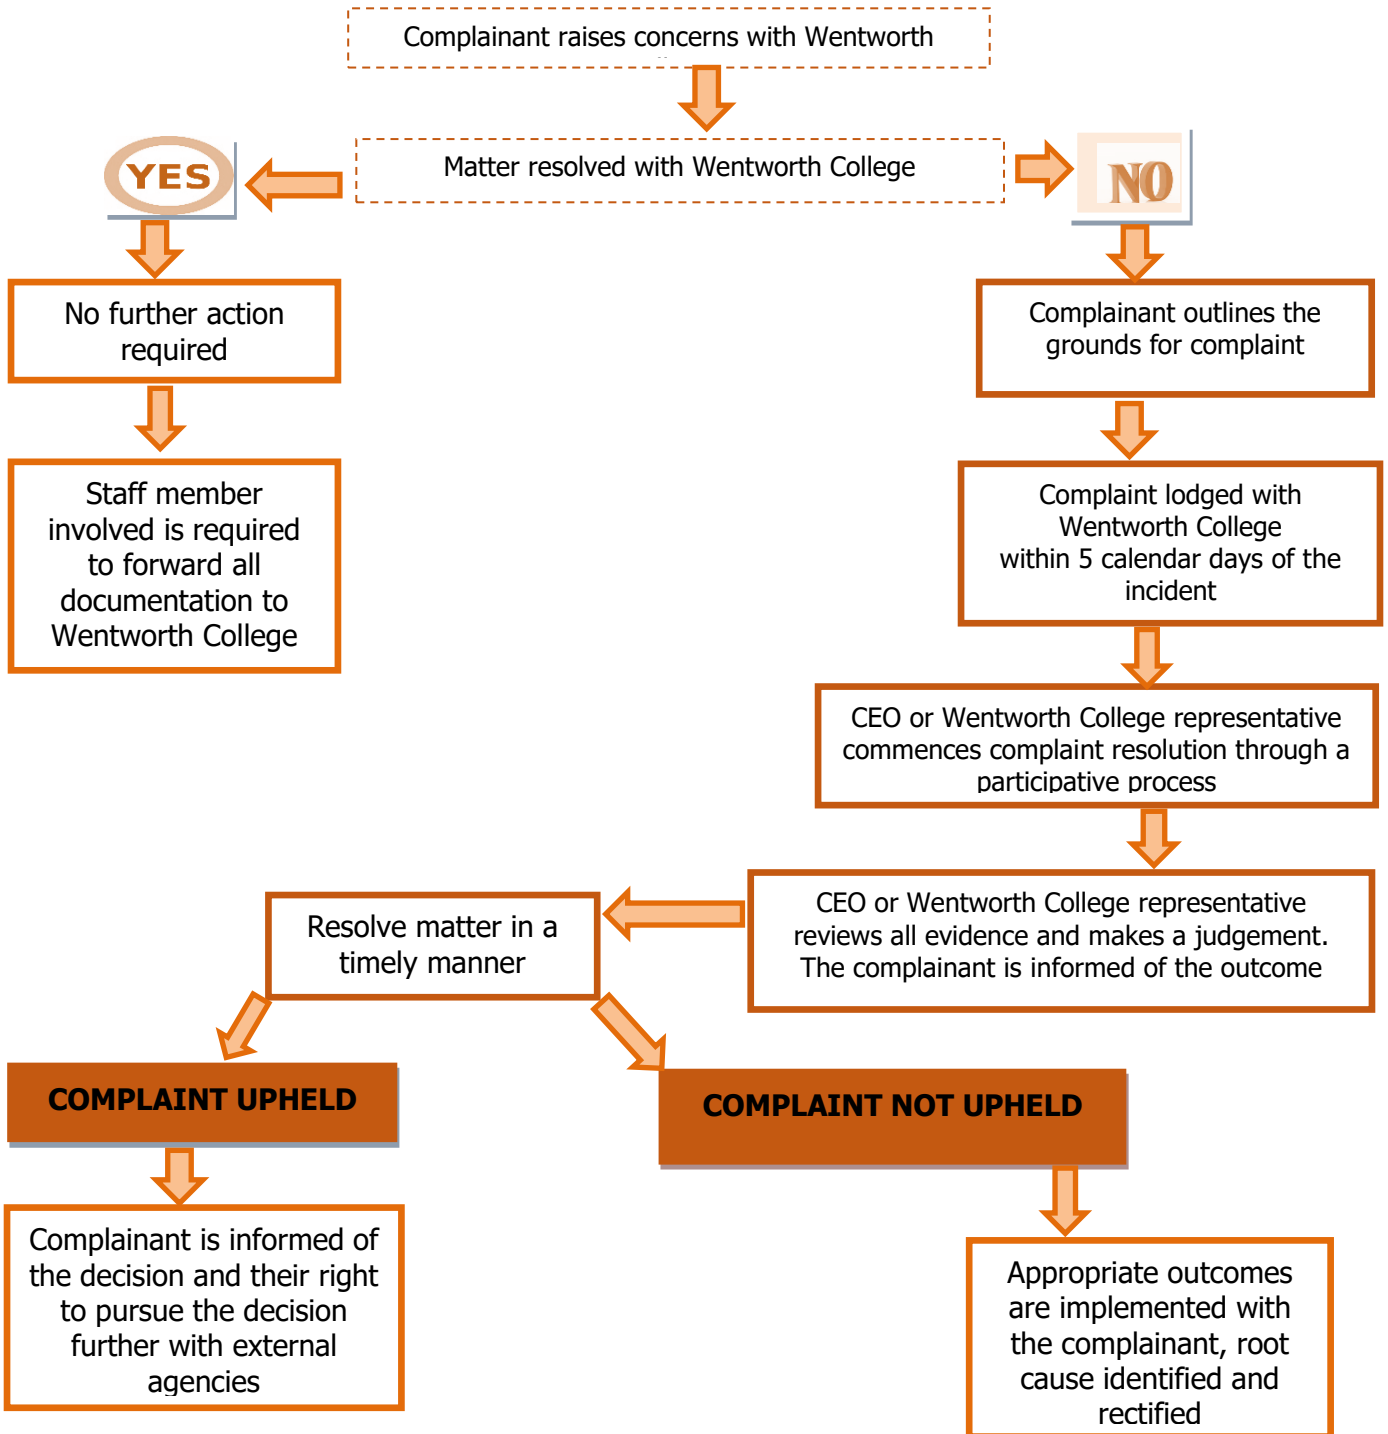 Complainant raises concerns with Wentworth
Matter resolved with Wentworth College
YES
NO
No further action
required
Complainant outlines the
grounds for complaint
Staff member
involved is required
to forward all
documentation to
Wentworth College
Complaint lodged with
Wentworth College
within 5 calendar days of the
incident
CEO or Wentworth College representative
commences complaint resolution through a
participative process
CEO or Wentworth College representative
reviews all evidence and makes a judgement.
The complainant is informed of the outcome
Resolve matter in a
timely manner
COMPLAINT UPHELD
COMPLAINT NOT UPHELD
Complainant is informed of
the decision and their right
to pursue the decision
further with external
agencies
Appropriate outcomes
are implemented with
the complainant, root
cause identified and
rectified